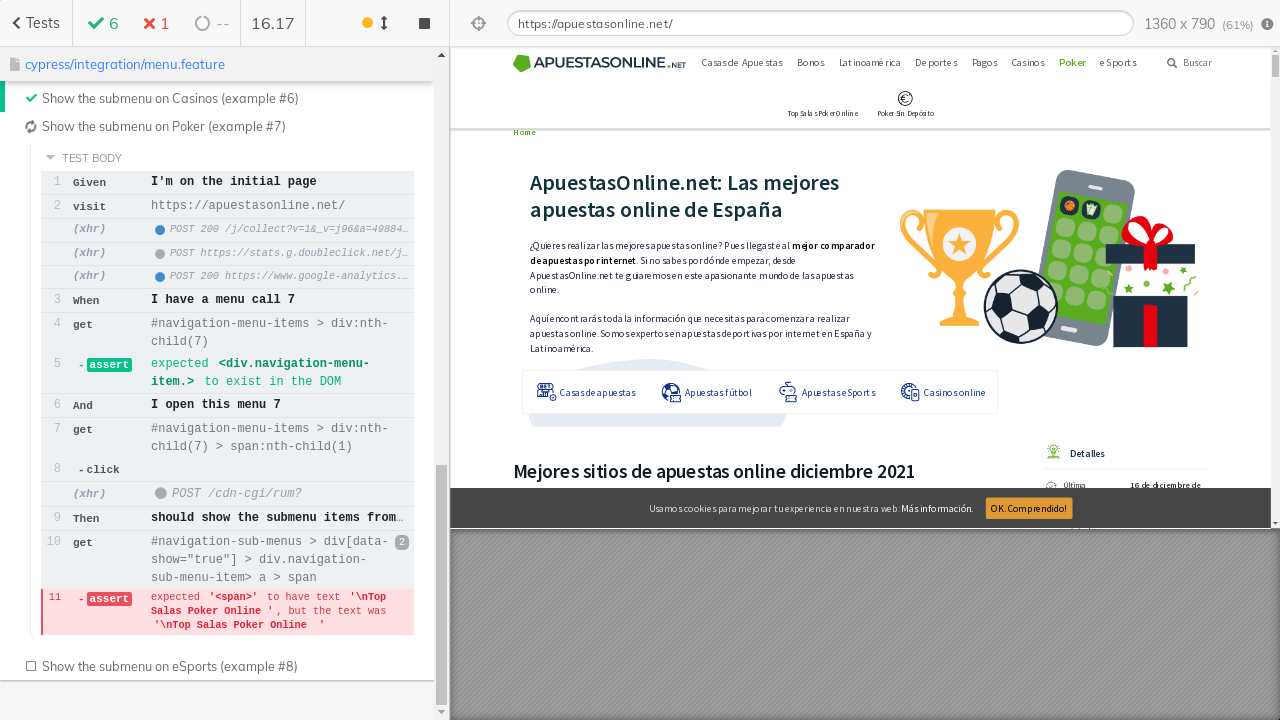 Tests
6
1
--
16.17
https://apuestasonline.net/
1360 x 790 (61%)
cypress/integration/menu.feature
Show the submenu on Casinos (example #6)
Show the submenu on Poker (example #7)
TEST BODY
1 Given I'm on the initial page
2 visit https://apuestasonline.net/
(xhr) POST 200 /j/collect?v=1&_v=j96&a=49884…
(xhr) POST https://stats.g.doubleclick.net/j…
(xhr) POST 200 https://www.google-analytics.…
3 When I have a menu call 7
4 get #navigation-menu-items > div:nth-
child(7)
5 -assert expected <div.navigation-menu-
item.> to exist in the DOM
6 And I open this menu 7
7 get #navigation-menu-items > div:nth-
child(7) > span:nth-child(1)
8 -click
(xhr) POST /cdn-cgi/rum?
9 Then should show the submenu items from…
10 get #navigation-sub-menus > div[data-
show="true"] > div.navigation-
sub-menu-item> a > span
2
11 -assert expected '<span>' to have text '\nTop
Salas Poker Online ', but the text was
'\nTop Salas Poker Online  '
Show the submenu on eSports (example #8)
APUESTASONLINE.NET
Casas de Apuestas Bonos Latinoamérica Deportes Pagos Casinos Poker eSports Buscar
Top Salas Poker Online Poker Sin Depósito
Home
ApuestasOnline.net: Las mejores
apuestas online de España
¿Quieres realizar las mejores apuestas online? Pues llegaste al mejor comparador
de apuestas por internet. Si no sabes por dónde empezar, desde
ApuestasOnline.net te guiaremos en este apasionante mundo de las apuestas
online.
Aquí encontrarás toda la información que necesitas para comenzar a realizar
apuestas online. Somos expertos en apuestas deportivas por internet en España y
Latinoamérica.
Casas de apuestas Apuestas fútbol Apuestas eSports Casinos online
Mejores sitios de apuestas online diciembre 2021
Detalles
Última 16 de diciembre de
Usamos cookies para mejorar tu experiencia en nuestra web: Más información. OK. Comprendido!